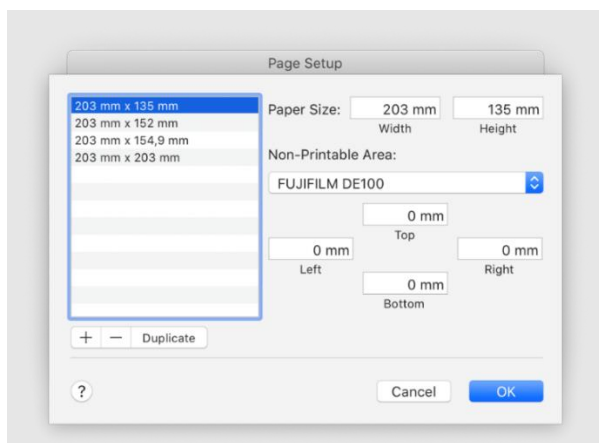 Page Setup
203 mm x 135 mm
203 mm x 152 mm
203 mm x 154,9 mm
203 mm x 203 mm
+ − Duplicate
Paper Size: 203 mm 135 mm
Width Height
Non-Printable Area:
FUJIFILM DE100
0 mm
Top
0 mm 0 mm
Left Right
0 mm
Bottom
? Cancel OK